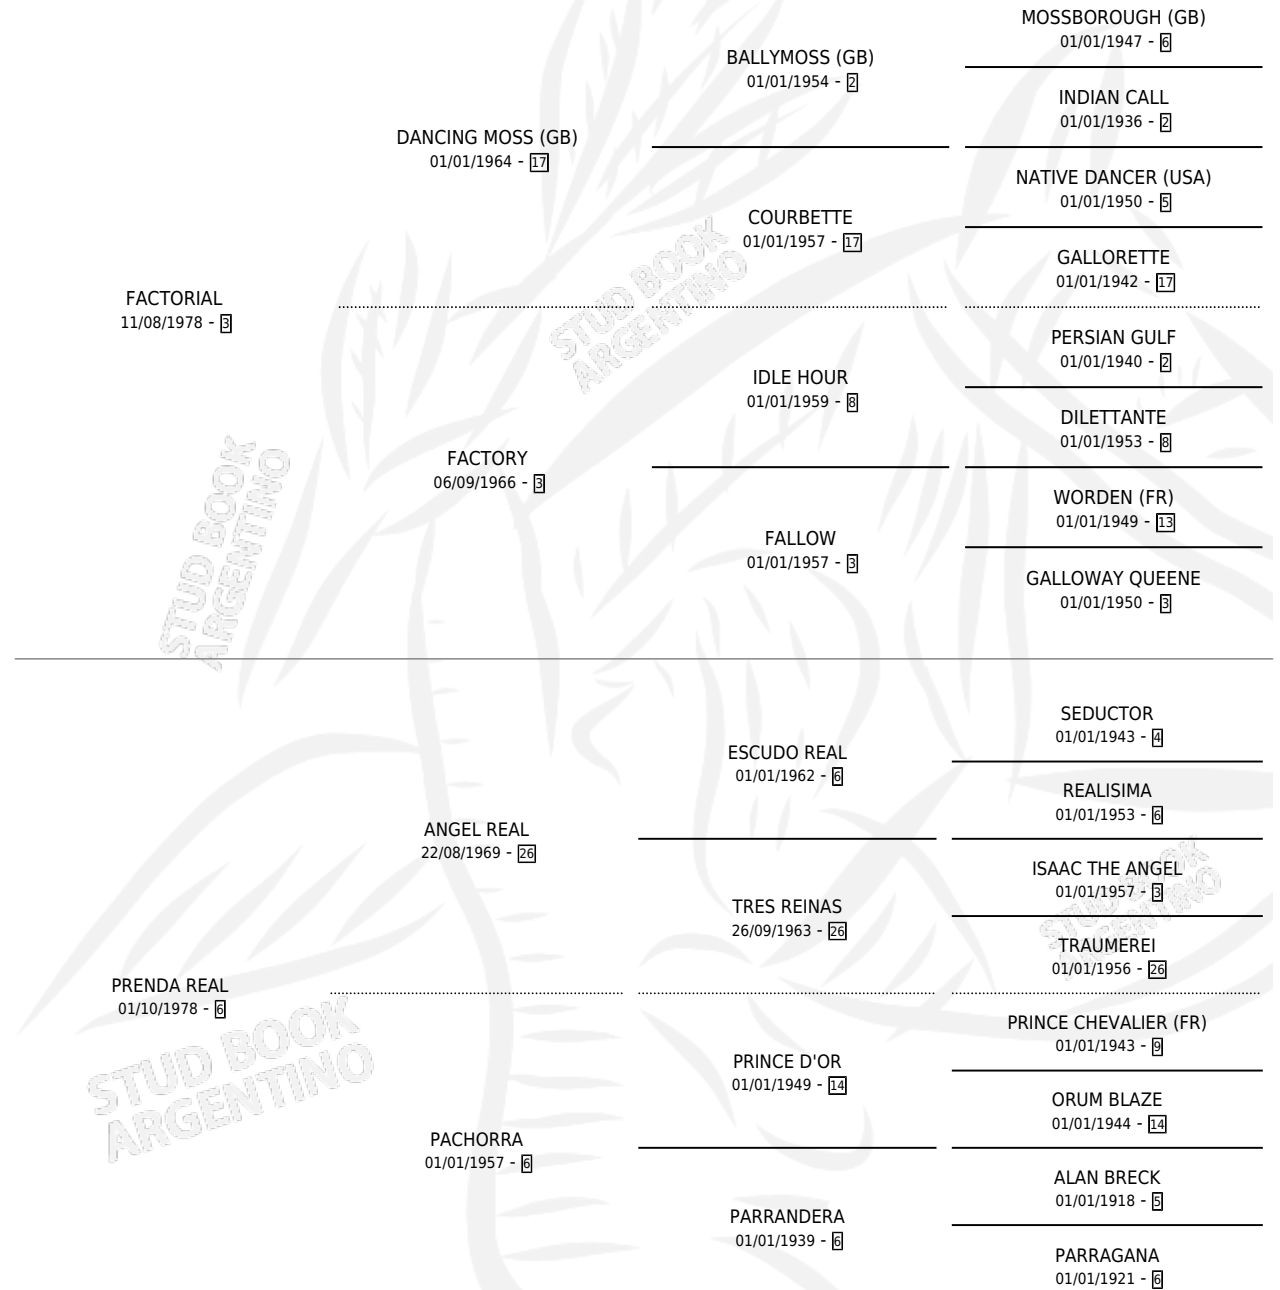 MOSSBOROUGH (GB)
01/01/1947 - 6
BALLYMOSS (GB)
01/01/1954 - 2
INDIAN CALL
01/01/1936 - 2
DANCING MOSS (GB)
01/01/1964 - 17
NATIVE DANCER (USA)
01/01/1950 - 5
COURBETTE
01/01/1957 - 17
GALLORETTE
01/01/1942 - 17
FACTORIAL
11/08/1978 - 3
PERSIAN GULF
01/01/1940 - 2
IDLE HOUR
01/01/1959 - 8
DILETTANTE
01/01/1953 - 8
FACTORY
06/09/1966 - 3
WORDEN (FR)
01/01/1949 - 13
FALLOW
01/01/1957 - 3
GALLOWAY QUEENE
01/01/1950 - 3
SEDUCTOR
01/01/1943 - 4
ESCUDO REAL
01/01/1962 - 6
REALISIMA
01/01/1953 - 6
ANGEL REAL
22/08/1969 - 26
ISAAC THE ANGEL
01/01/1957 - 3
TRES REINAS
26/09/1963 - 26
TRAUMEREI
01/01/1956 - 26
PRENDA REAL
01/10/1978 - 6
PRINCE CHEVALIER (FR)
01/01/1943 - 9
PRINCE D'OR
01/01/1949 - 14
ORUM BLAZE
01/01/1944 - 14
PACHORRA
01/01/1957 - 6
ALAN BRECK
01/01/1918 - 5
PARRANDERA
01/01/1939 - 6
PARRAGANA
01/01/1921 - 6
STUD BOOK
ARGENTINO
STUD BOOK
ARGENTINO
STUD BOOK
ARGENTINO
STUD BOOK
ARGENTINO